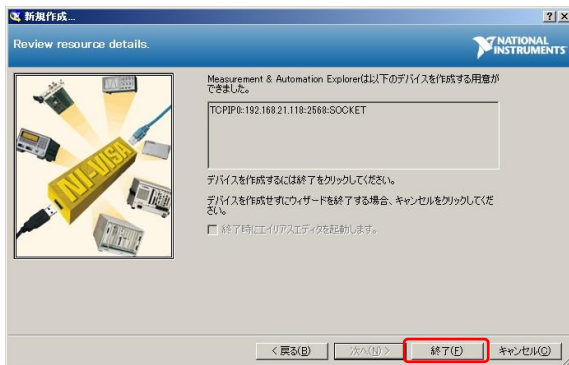 新規作成...
Review resource details.
NATIONAL
INSTRUMENTS
NI-VISA
Measurement & Automation Explorerは以下のデバイスを作成する用意が
できました。
TCPIP0::192.168.21.118:2568:SOCKET
デバイスを作成するには終了をクリックしてください。
デバイスを作成せずにウィザードを終了する場合、キャンセルをクリックしてくだ
さい。
終了時にエイリアスエディタを起動します。
< 戻る(B)
次へ(N) >
終了(F)
キャンセル(C)